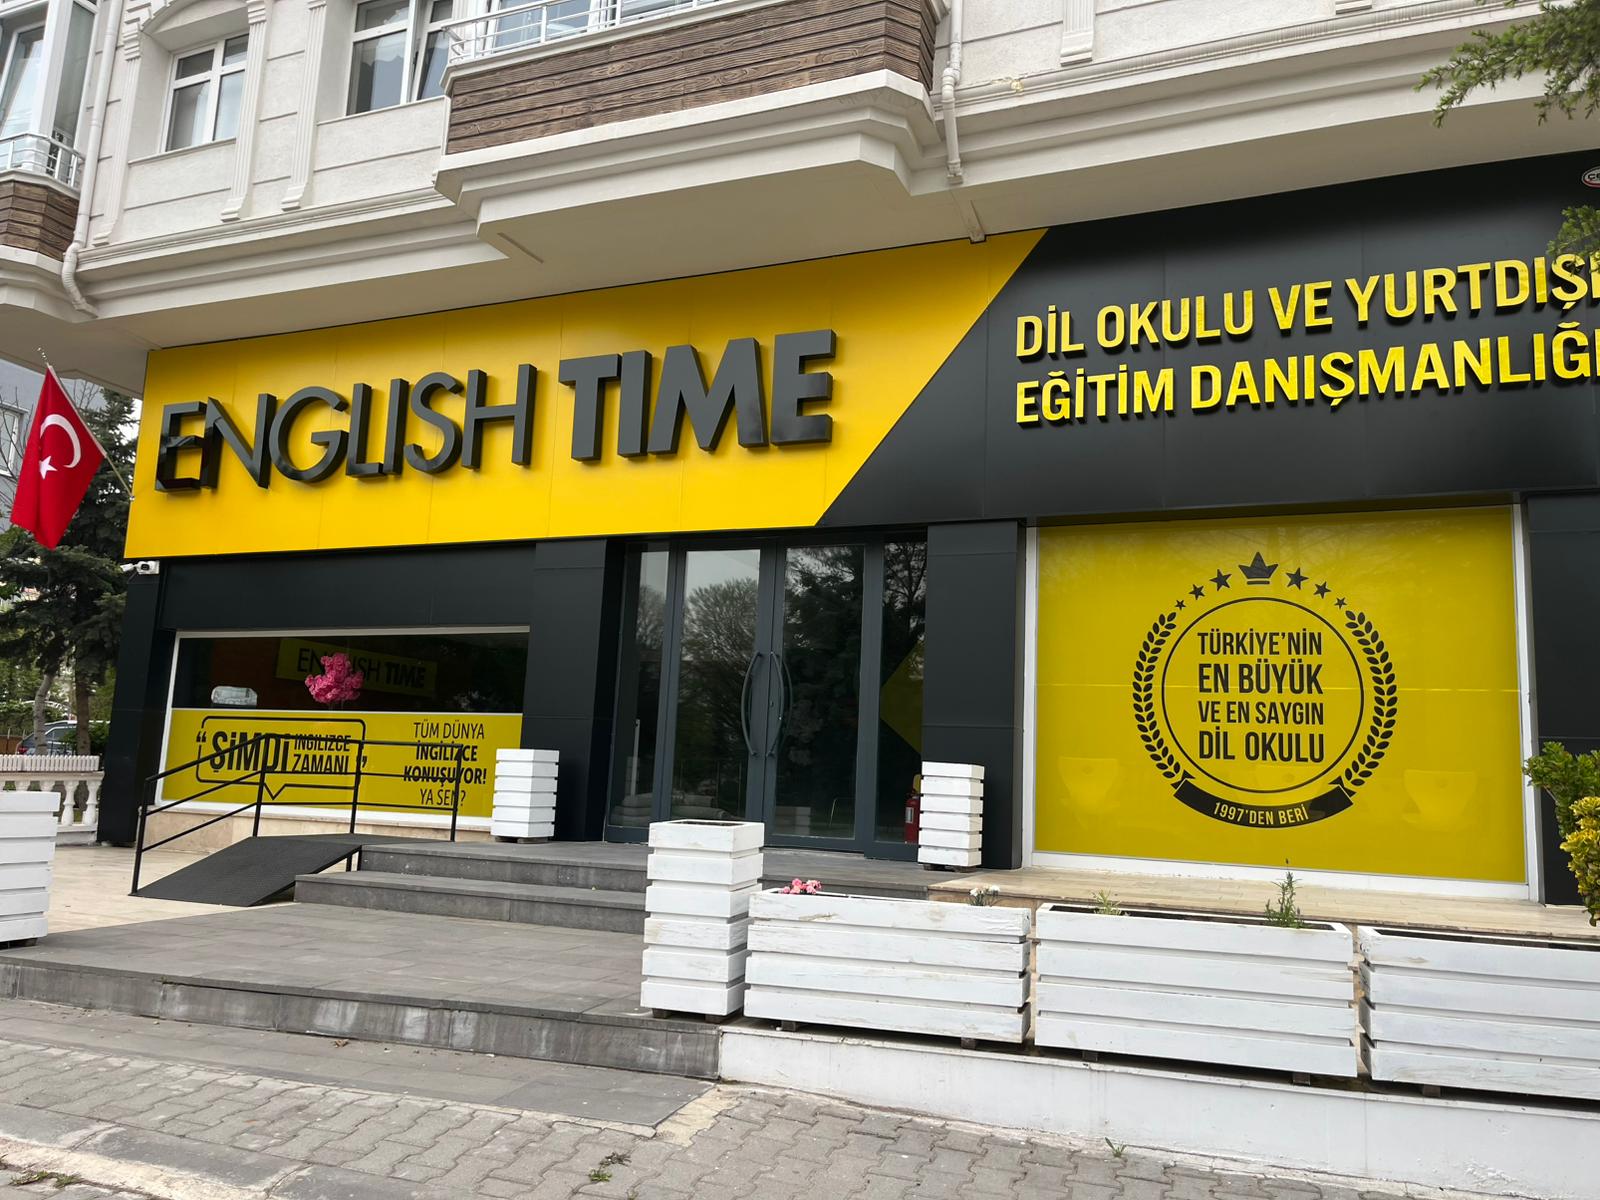 ENGLISH TIME
DİL OKULU VE YURTDIŞI
EĞİTİM DANIŞMANLIĞI
ENGLISH TIME
"ŞİMDİ İNGİLİZCE
ZAMANI"
TÜM DÜNYA
İNGİLİZCE
KONUŞUYOR!
YA SEN?
TÜRKİYE'NİN
EN BÜYÜK
VE EN SAYGIN
DİL OKULU
1997'DEN BERİ